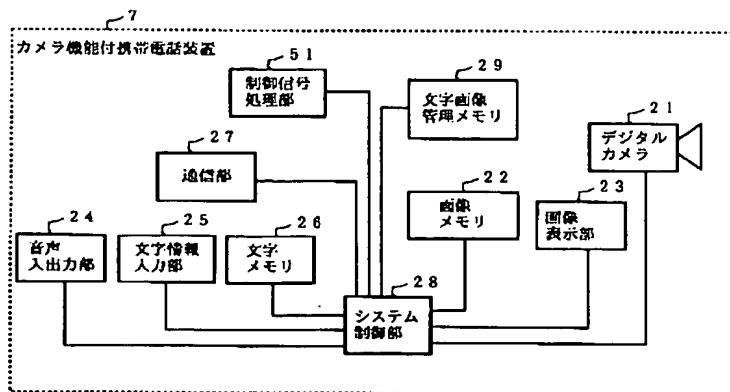 7
カメラ機能付携帯電話装置
51
制御信号
処理部
29
文字画像
管理メモリ
21
デジタル
カメラ
27
通信部
22
画像
メモリ
23
画像
表示部
24
音声
入出力部
25
文字情報
入力部
26
文字
メモリ
28
システム
制御部